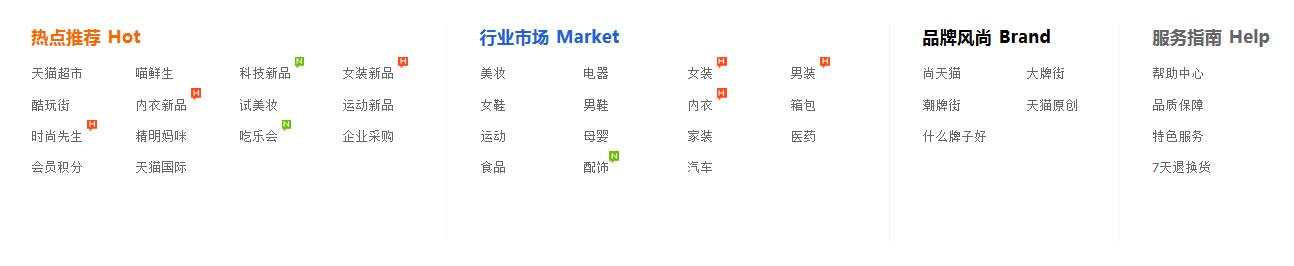 热点推荐 Hot
天猫超市 喵鲜生 科技新品 N 女装新品 H
酷玩街 内衣新品 H 试美妆 运动新品
时尚先生 H 精明妈咪 吃乐会 N 企业采购
会员积分 天猫国际
行业市场 Market
美妆 电器 女装 H 男装 H
女鞋 男鞋 内衣 H 箱包
运动 母婴 家装 医药
食品 配饰 N 汽车
品牌风尚 Brand
尚天猫 大牌街
潮牌街 天猫原创
什么牌子好
服务指南 Help
帮助中心
品质保障
特色服务
7天退换货